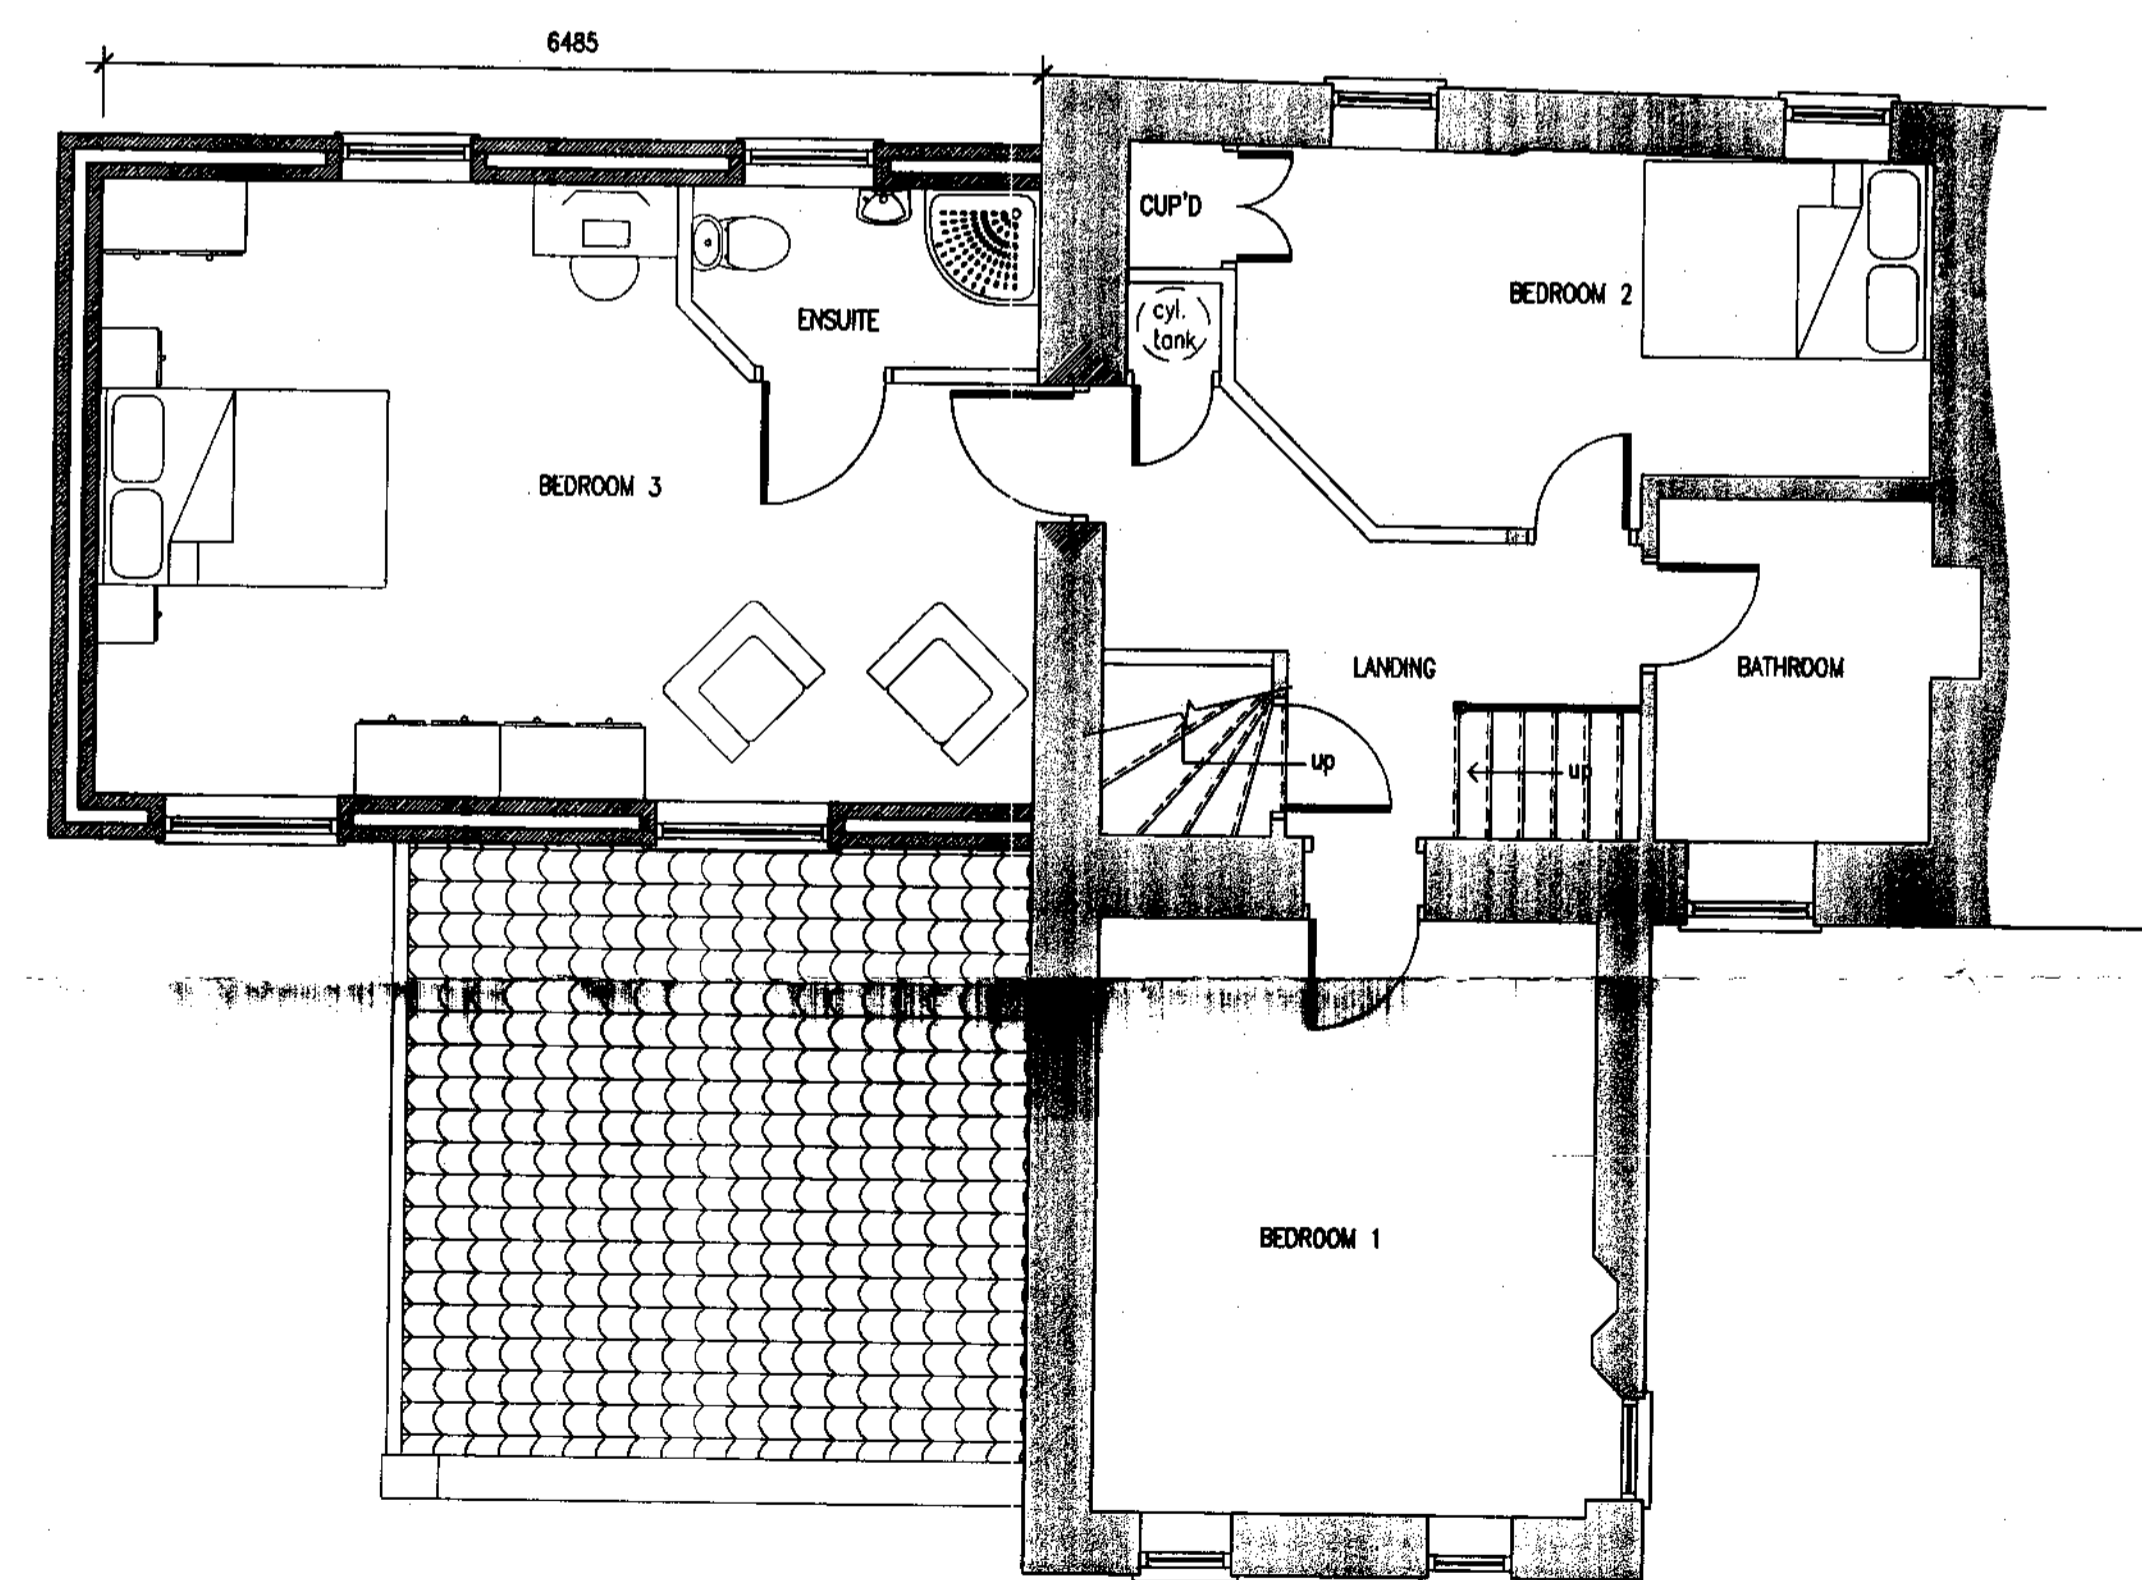 6485
CUP'D
BEDROOM 2
cyl.
tank
ENSUITE
BEDROOM 3
LANDING
BATHROOM
up
up
BEDROOM 1